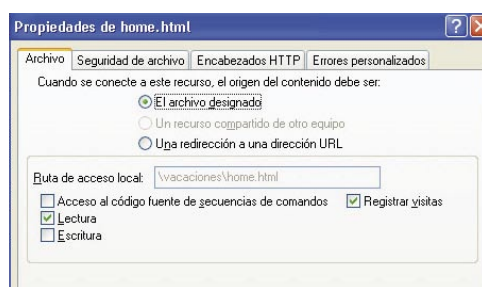 Propiedades de home.html
Archivo Seguridad de archivo Encabezados HTTP Errores personalizados
Cuando se conecte a este recurso, el origen del contenido debe ser:
El archivo designado
Un recurso compartido de otro equipo
Una redirección a una dirección URL
Ruta de acceso local: \vacaciones\home.html
Acceso al código fuente de secuencias de comandos Registrar visitas
Lectura
Escritura